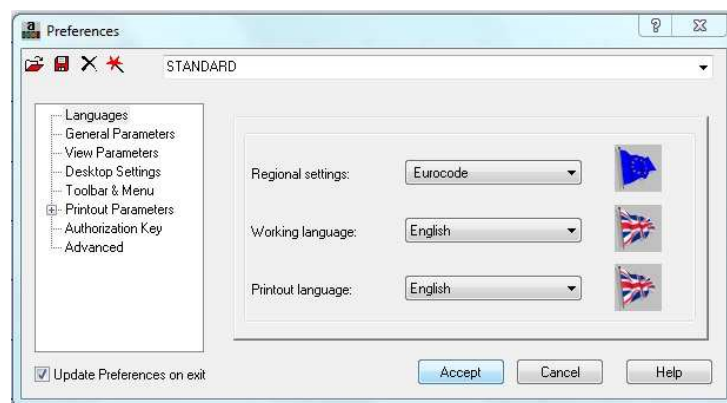 Preferences
STANDARD
Languages
General Parameters
View Parameters
Desktop Settings
Toolbar & Menu
Printout Parameters
Authorization Key
Advanced
Regional settings:
Eurocode
Working language:
English
Printout language:
English
Update Preferences on exit
Accept
Cancel
Help